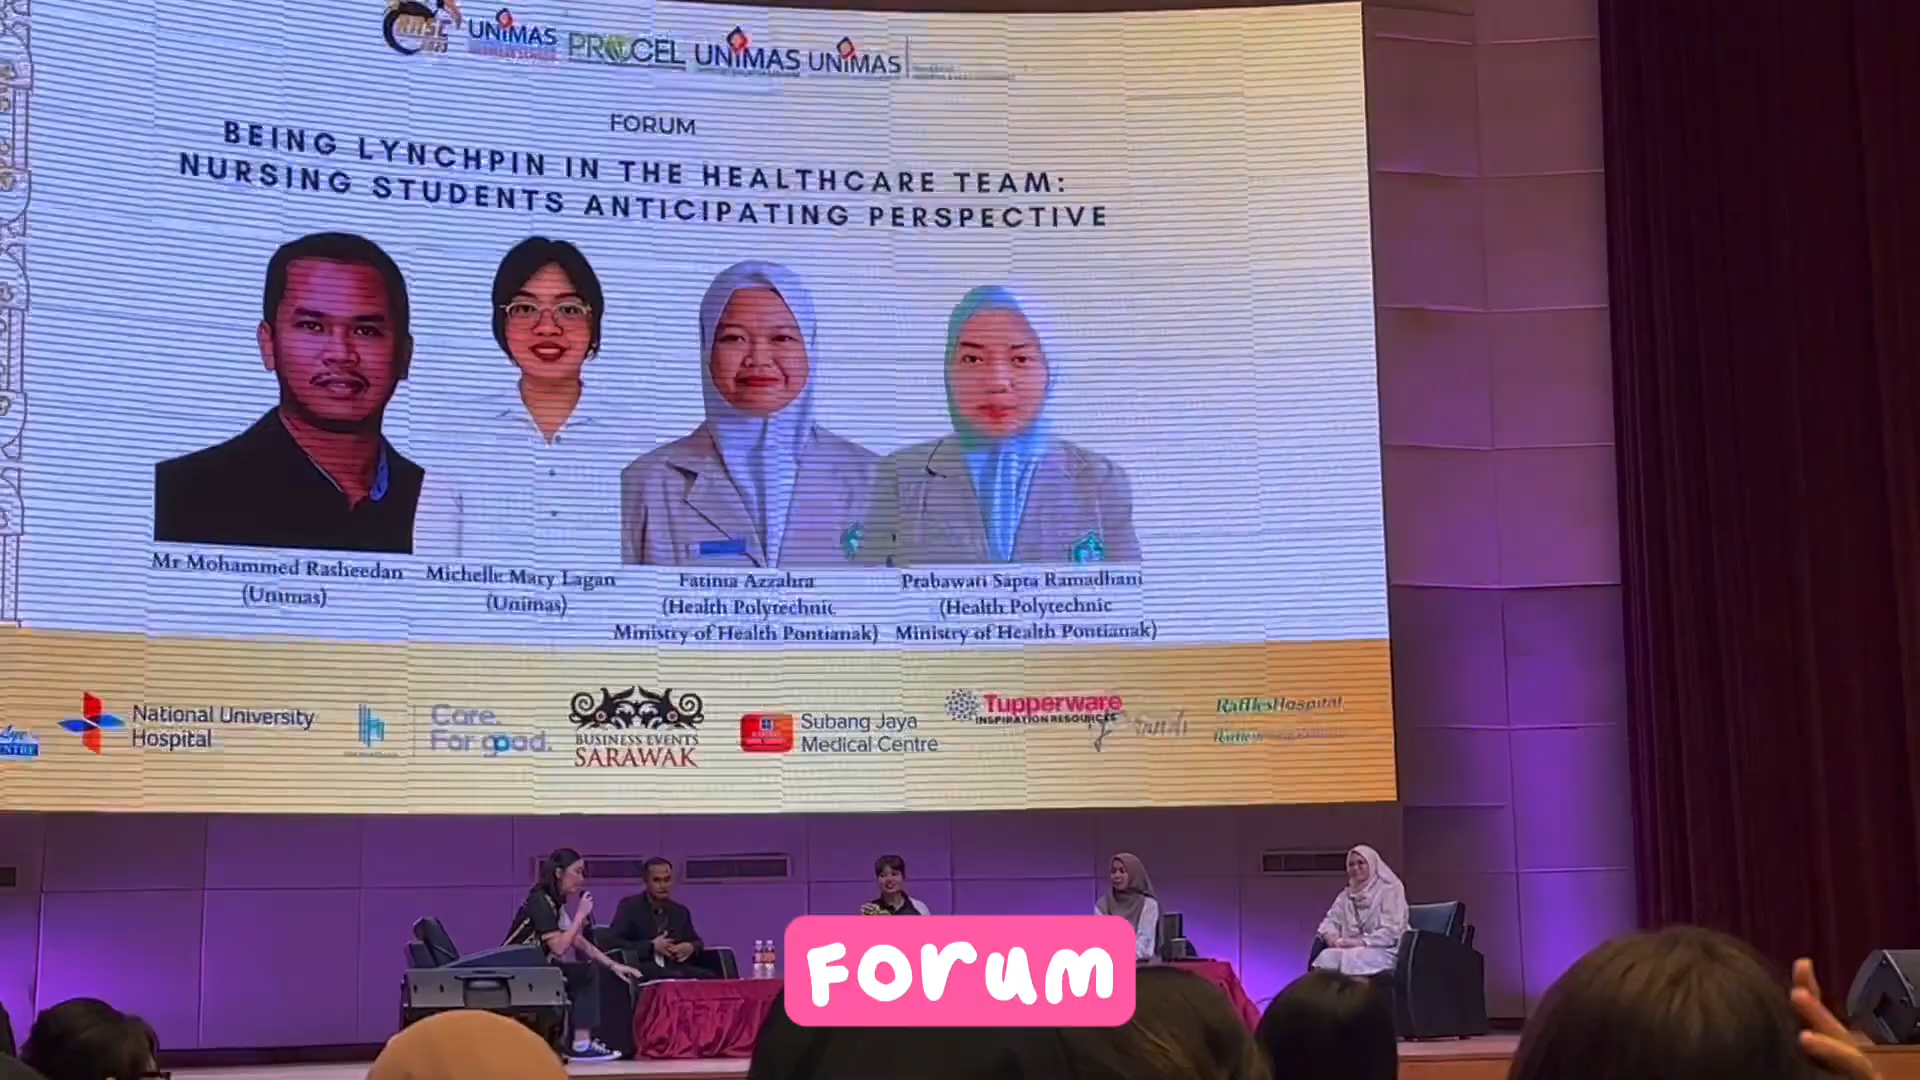 RNSC
2023
UNIMAS
PROCEL
UNIMAS
UNIMAS
FORUM
BEING LYNCHPIN IN THE HEALTHCARE TEAM:
NURSING STUDENTS ANTICIPATING PERSPECTIVE
Mr Mohammed Rasheedan
(Unimas)
Michelle Mary Lagan
(Unimas)
Fatima Azzahra
(Health Polytechnic
Ministry of Health Pontianak)
Prabawati Sapta Ramadhani
(Health Polytechnic
Ministry of Health Pontianak)
National University
Hospital
Care.
For good.
BUSINESS EVENTS
SARAWAK
Subang Jaya
Medical Centre
Tupperware
INSPIRATION RESOURCES
RafflesHospital
Forum